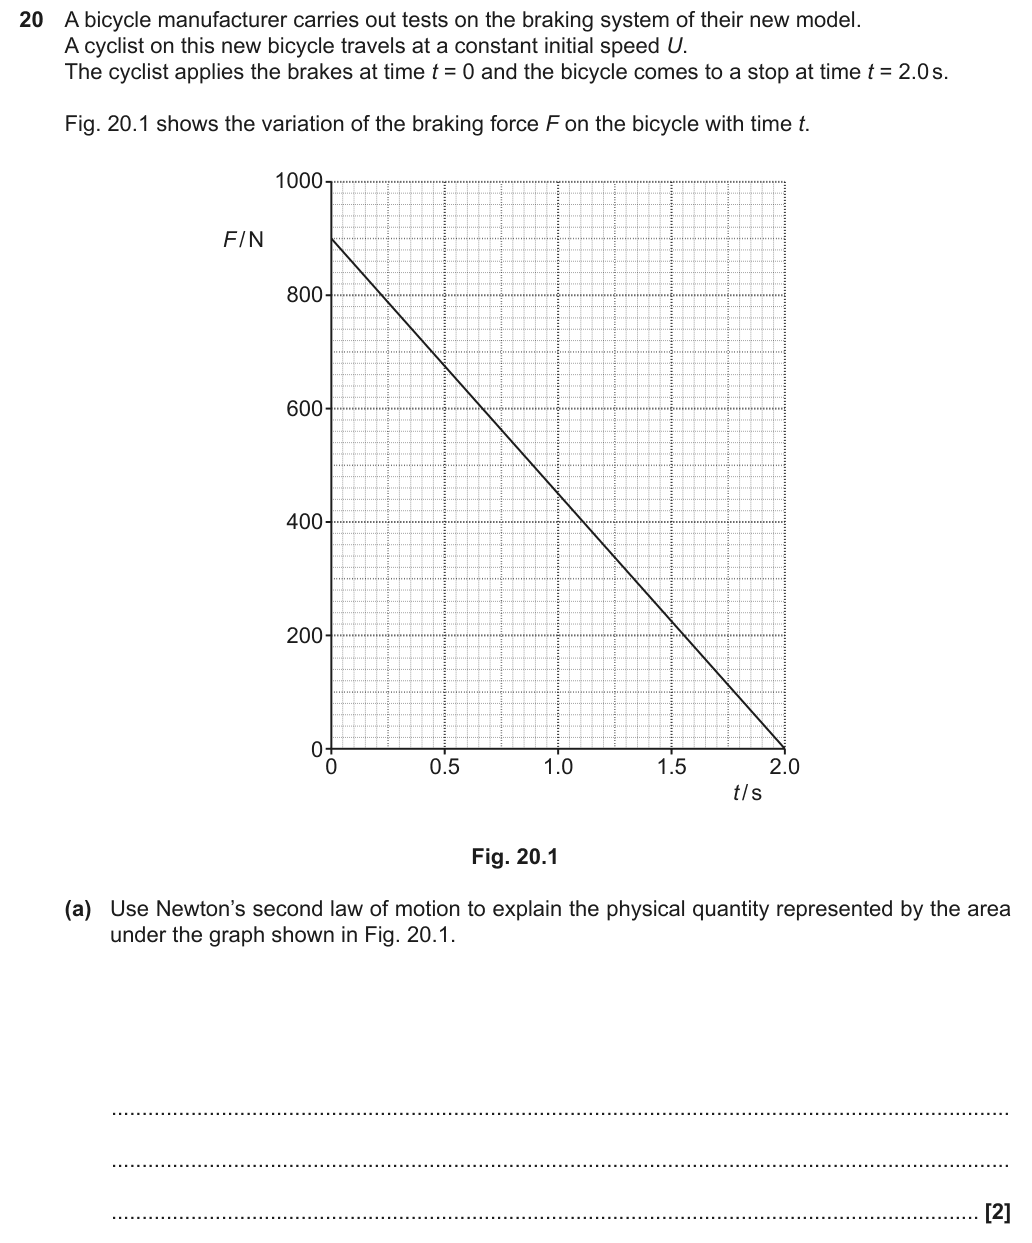 20 A bicycle manufacturer carries out tests on the braking system of their new model.
A cyclist on this new bicycle travels at a constant initial speed U.
The cyclist applies the brakes at time t = 0 and the bicycle comes to a stop at time t = 2.0 s.
Fig. 20.1 shows the variation of the braking force F on the bicycle with time t.
1000
F/N
800
600
400
200
0
0 0.5 1.0 1.5 2.0
t/s
Fig. 20.1
(a) Use Newton's second law of motion to explain the physical quantity represented by the area
under the graph shown in Fig. 20.1.
[2]